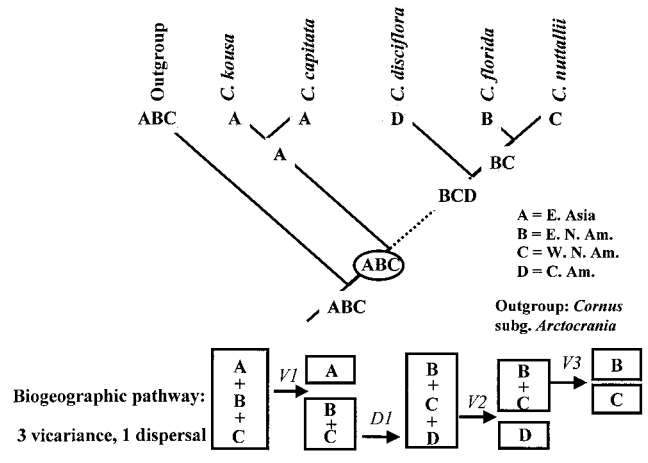 Outgroup
C. kousa
C. capitata
C. disciflora
C. florida
C. nuttallii
ABC
A
A
D
B
C
A
BC
BCD
ABC
ABC
A = E. Asia
B = E. N. Am.
C = W. N. Am.
D = C. Am.
Outgroup: Cornus
subg. Arctocrania
Biogeographic pathway:
3 vicariance, 1 dispersal
A
+
B
+
C
V1
A
B
+
C
D1
B
+
C
+
D
V2
B
+
C
D
V3
B
C